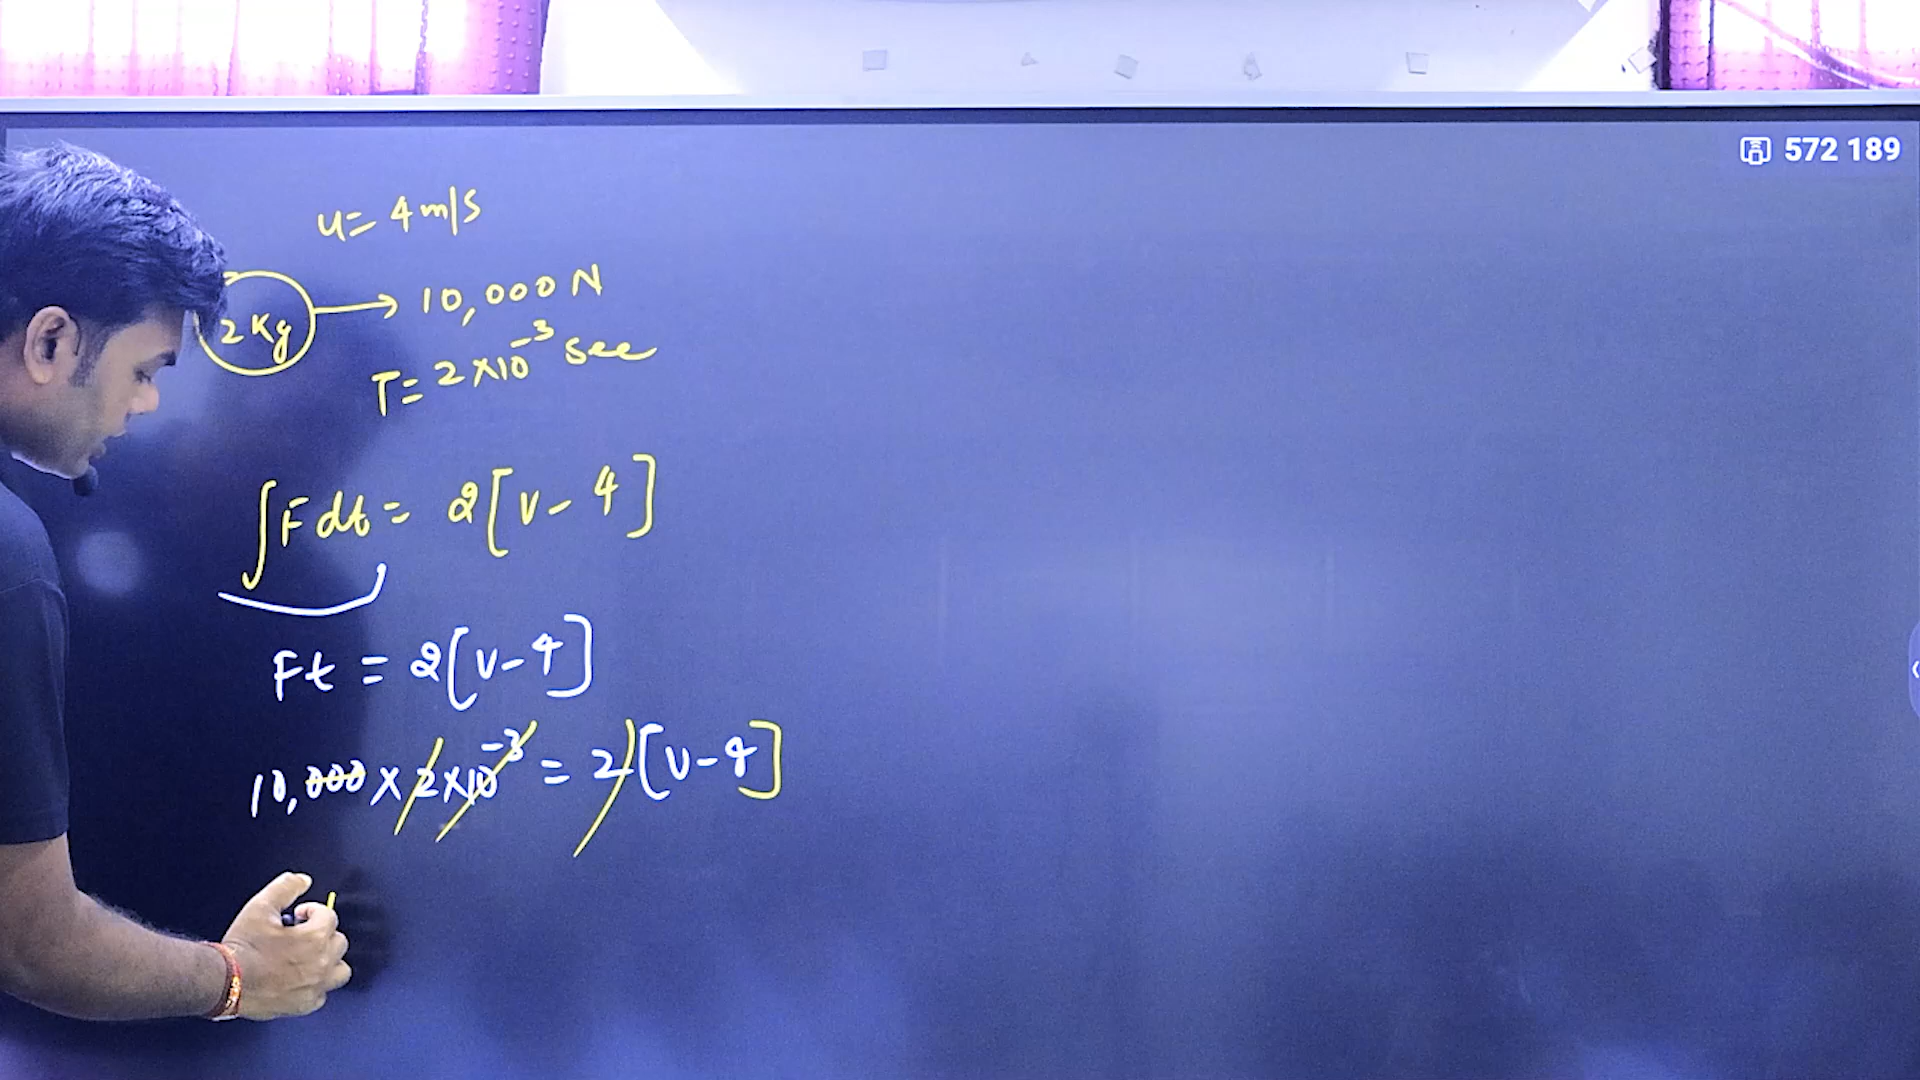 572 189
u= 4 m/s
2 Kg → 10,000 N
T= 2×10⁻³ sec
∫F dt = 2[v-4]
Ft = 2[v-4]
10,000 × 2×10⁻³ = 2[v-4]